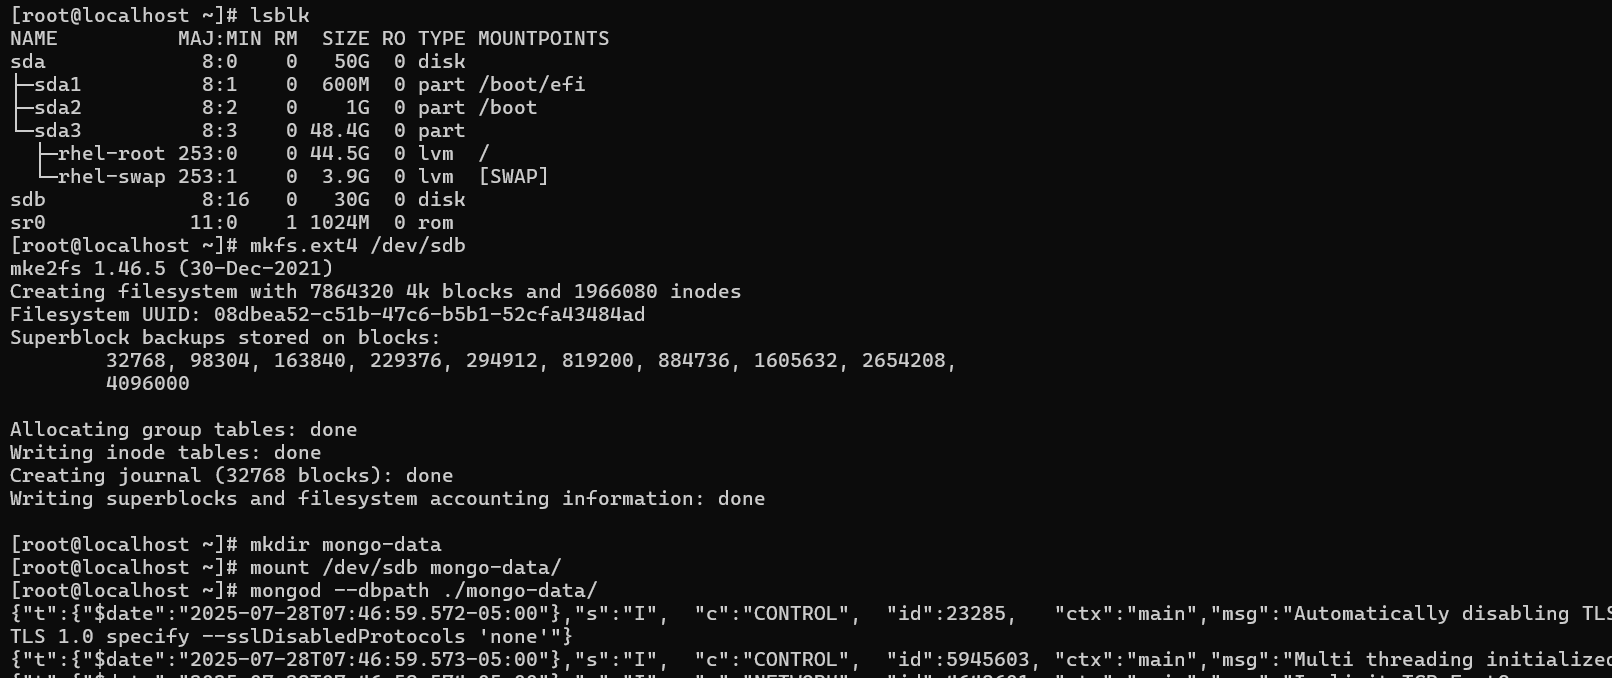 [root@localhost ~]# lsblk
NAME          MAJ:MIN RM  SIZE RO TYPE MOUNTPOINTS
sda             8:0    0   50G  0 disk
├─sda1          8:1    0  600M  0 part /boot/efi
├─sda2          8:2    0    1G  0 part /boot
└─sda3          8:3    0 48.4G  0 part
  ├─rhel-root 253:0    0 44.5G  0 lvm  /
  └─rhel-swap 253:1    0  3.9G  0 lvm  [SWAP]
sdb             8:16   0   30G  0 disk
sr0            11:0    1 1024M  0 rom
[root@localhost ~]# mkfs.ext4 /dev/sdb
mke2fs 1.46.5 (30-Dec-2021)
Creating filesystem with 7864320 4k blocks and 1966080 inodes
Filesystem UUID: 08dbea52-c51b-47c6-b5b1-52cfa43484ad
Superblock backups stored on blocks:
        32768, 98304, 163840, 229376, 294912, 819200, 884736, 1605632, 2654208,
        4096000

Allocating group tables: done
Writing inode tables: done
Creating journal (32768 blocks): done
Writing superblocks and filesystem accounting information: done

[root@localhost ~]# mkdir mongo-data
[root@localhost ~]# mount /dev/sdb mongo-data/
[root@localhost ~]# mongod --dbpath ./mongo-data/
{"t":{"$date":"2025-07-28T07:46:59.572-05:00"},"s":"I",  "c":"CONTROL",  "id":23285,   "ctx":"main","msg":"Automatically disabling TLS
TLS 1.0 specify --sslDisabledProtocols 'none'"}
{"t":{"$date":"2025-07-28T07:46:59.573-05:00"},"s":"I",  "c":"CONTROL",  "id":5945603, "ctx":"main","msg":"Multi threading initialized